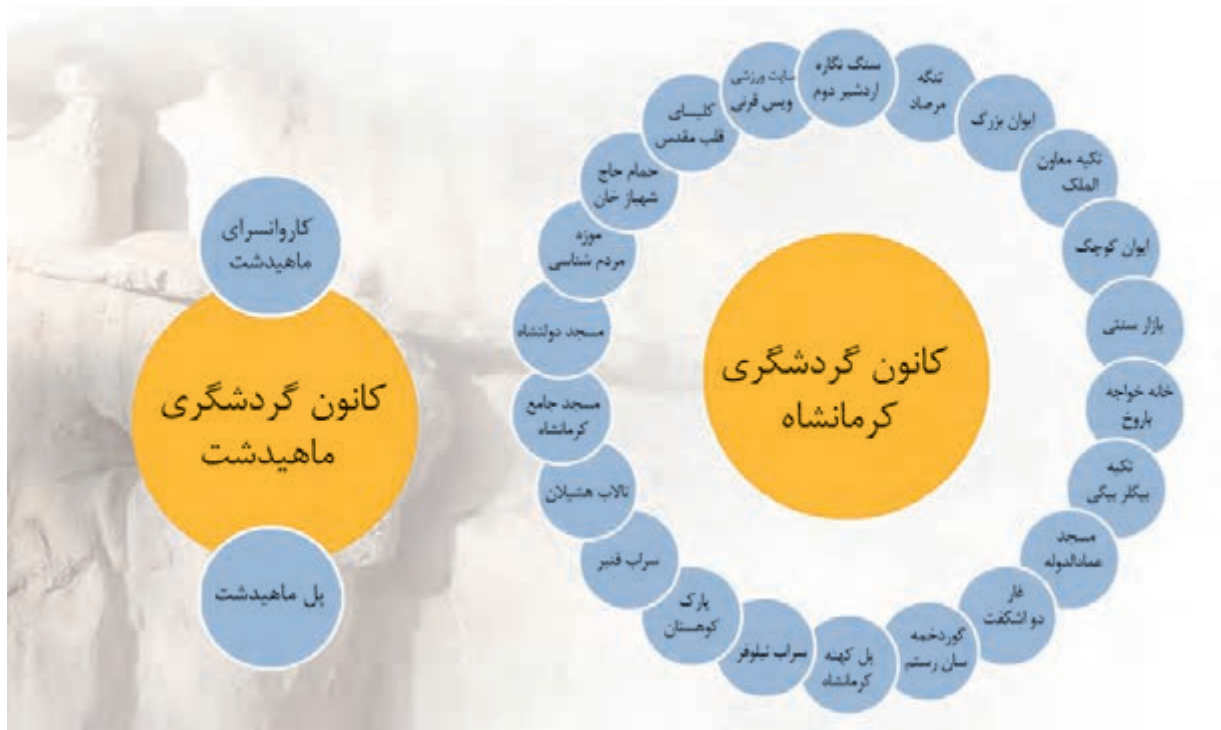 سنگ نگاره
اردشیر دوم
تنگه
مرصاد
ایوان بزرگ
تکیه معاون
الملک
ایوان کوچک
بازار سنتی
خانه خواجه
باروخ
تکیه
بیگلر بیگی
مسجد
عمادالدوله
غار
دو اشکفت
گوردخمه
سان رستم
پل کهنه
کرمانشاه
سراب نیلوفر
پارک
کوهستان
سراب قنبر
تالاب هشیلان
مسجد جامع
کرمانشاه
مسجد دولتشاه
موزه
مردم شناسی
حمام حاج
شهباز خان
کلیسای
قلب مقدس
سایت ورزشی
ویس قرنی
کانون گردشگری
کرمانشاه
کاروانسرای
ماهیدشت
کانون گردشگری
ماهیدشت
پل ماهیدشت